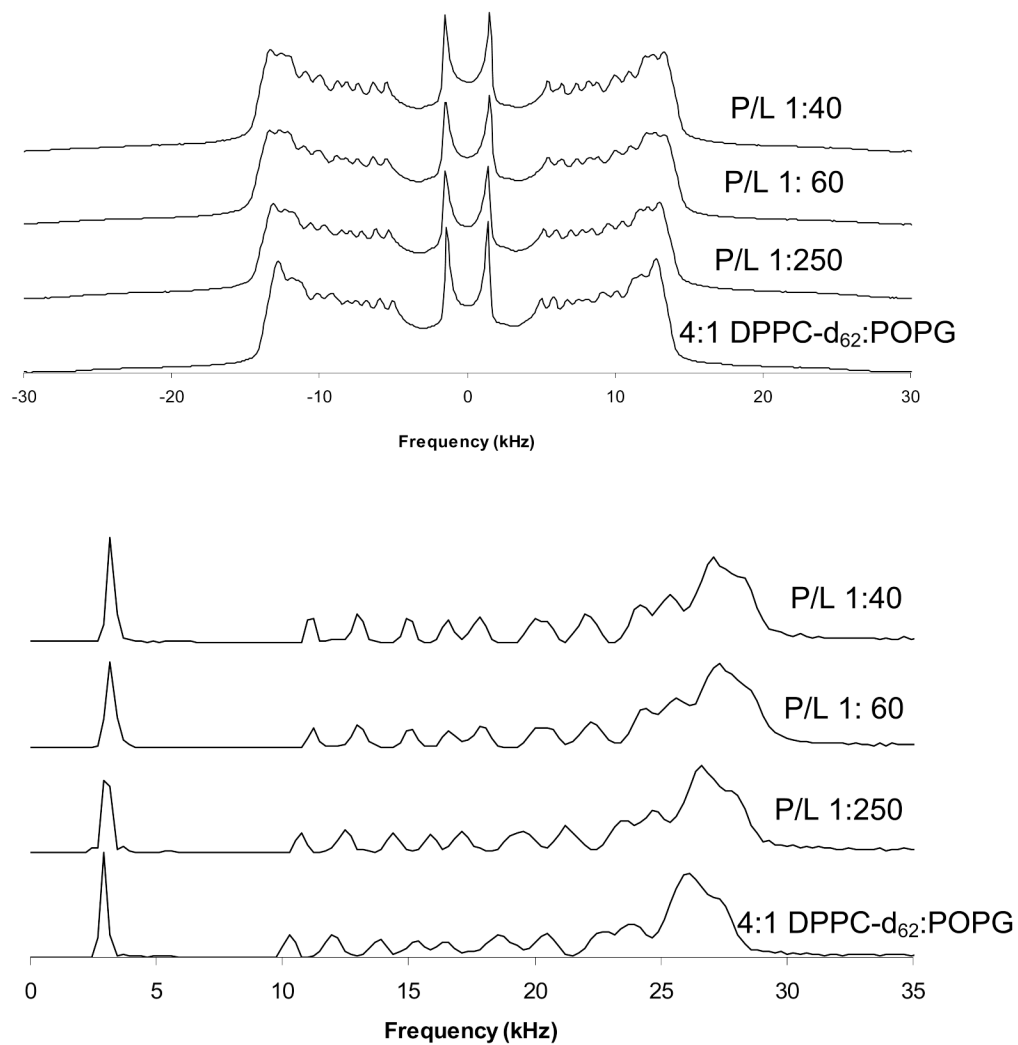 P/L 1:40
P/L 1: 60
P/L 1:250
4:1 DPPC-d₆₂:POPG
-30 -20 -10 0 10 20 30
Frequency (kHz)
P/L 1:40
P/L 1: 60
P/L 1:250
4:1 DPPC-d₆₂:POPG
0 5 10 15 20 25 30 35
Frequency (kHz)